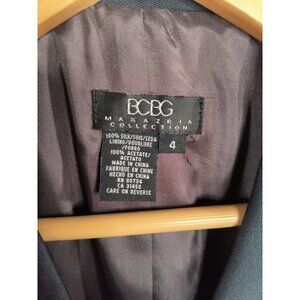 BCBG
MAXAZRIA
COLLECTION
4
100% SILK/SOIE/SEDA
LINING/DOUBLURE
/FORRO
100% ACETATE/
ACETATO
MADE IN CHINA
FABRIQUE EN CHINE
HECHO EN CHINA
RN 90734
CA 31458
CARE ON REVERSE